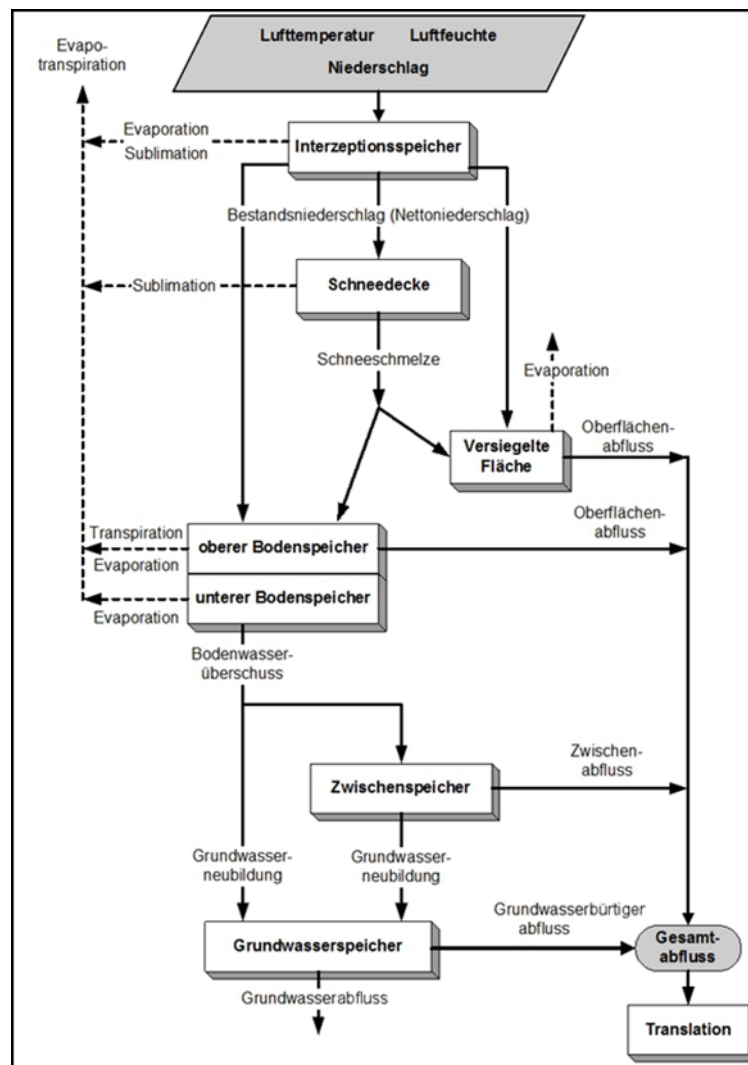 Lufttemperatur Luftfeuchte
Niederschlag
Evapo-
transpiration
Evaporation
Sublimation
Interzeptionsspeicher
Bestandsniederschlag (Nettoniederschlag)
Sublimation
Schneedecke
Schneeschmelze
Evaporation
Versiegelte
Fläche
Oberflächen-
abfluss
Transpiration
Evaporation
oberer Bodenspeicher
Oberflächen-
abfluss
unterer Bodenspeicher
Evaporation
Bodenwasser-
überschuss
Zwischenspeicher
Zwischen-
abfluss
Grundwasser-
neubildung
Grundwasser-
neubildung
Grundwasserspeicher
Grundwasserbürtiger
abfluss
Gesamt-
abfluss
Grundwasserabfluss
Translation